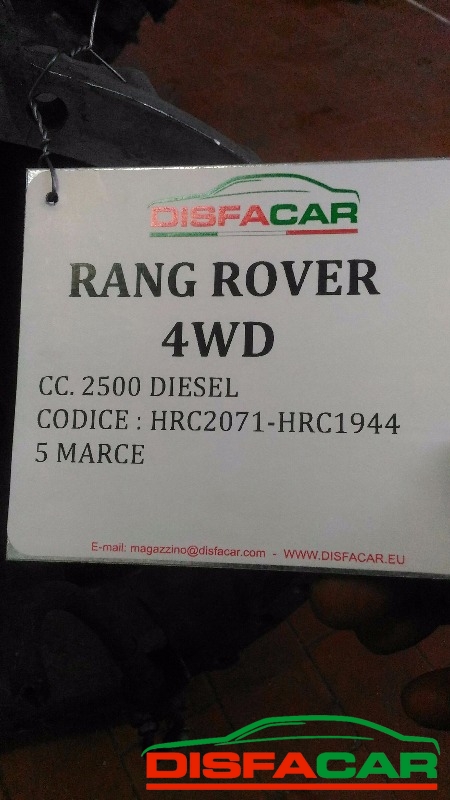 DISFACAR
RANG ROVER
4WD
CC. 2500 DIESEL
CODICE : HRC2071-HRC1944
5 MARCE
E-mail: magazzino@disfacar.com - WWW.DISFACAR.EU
DISFACAR